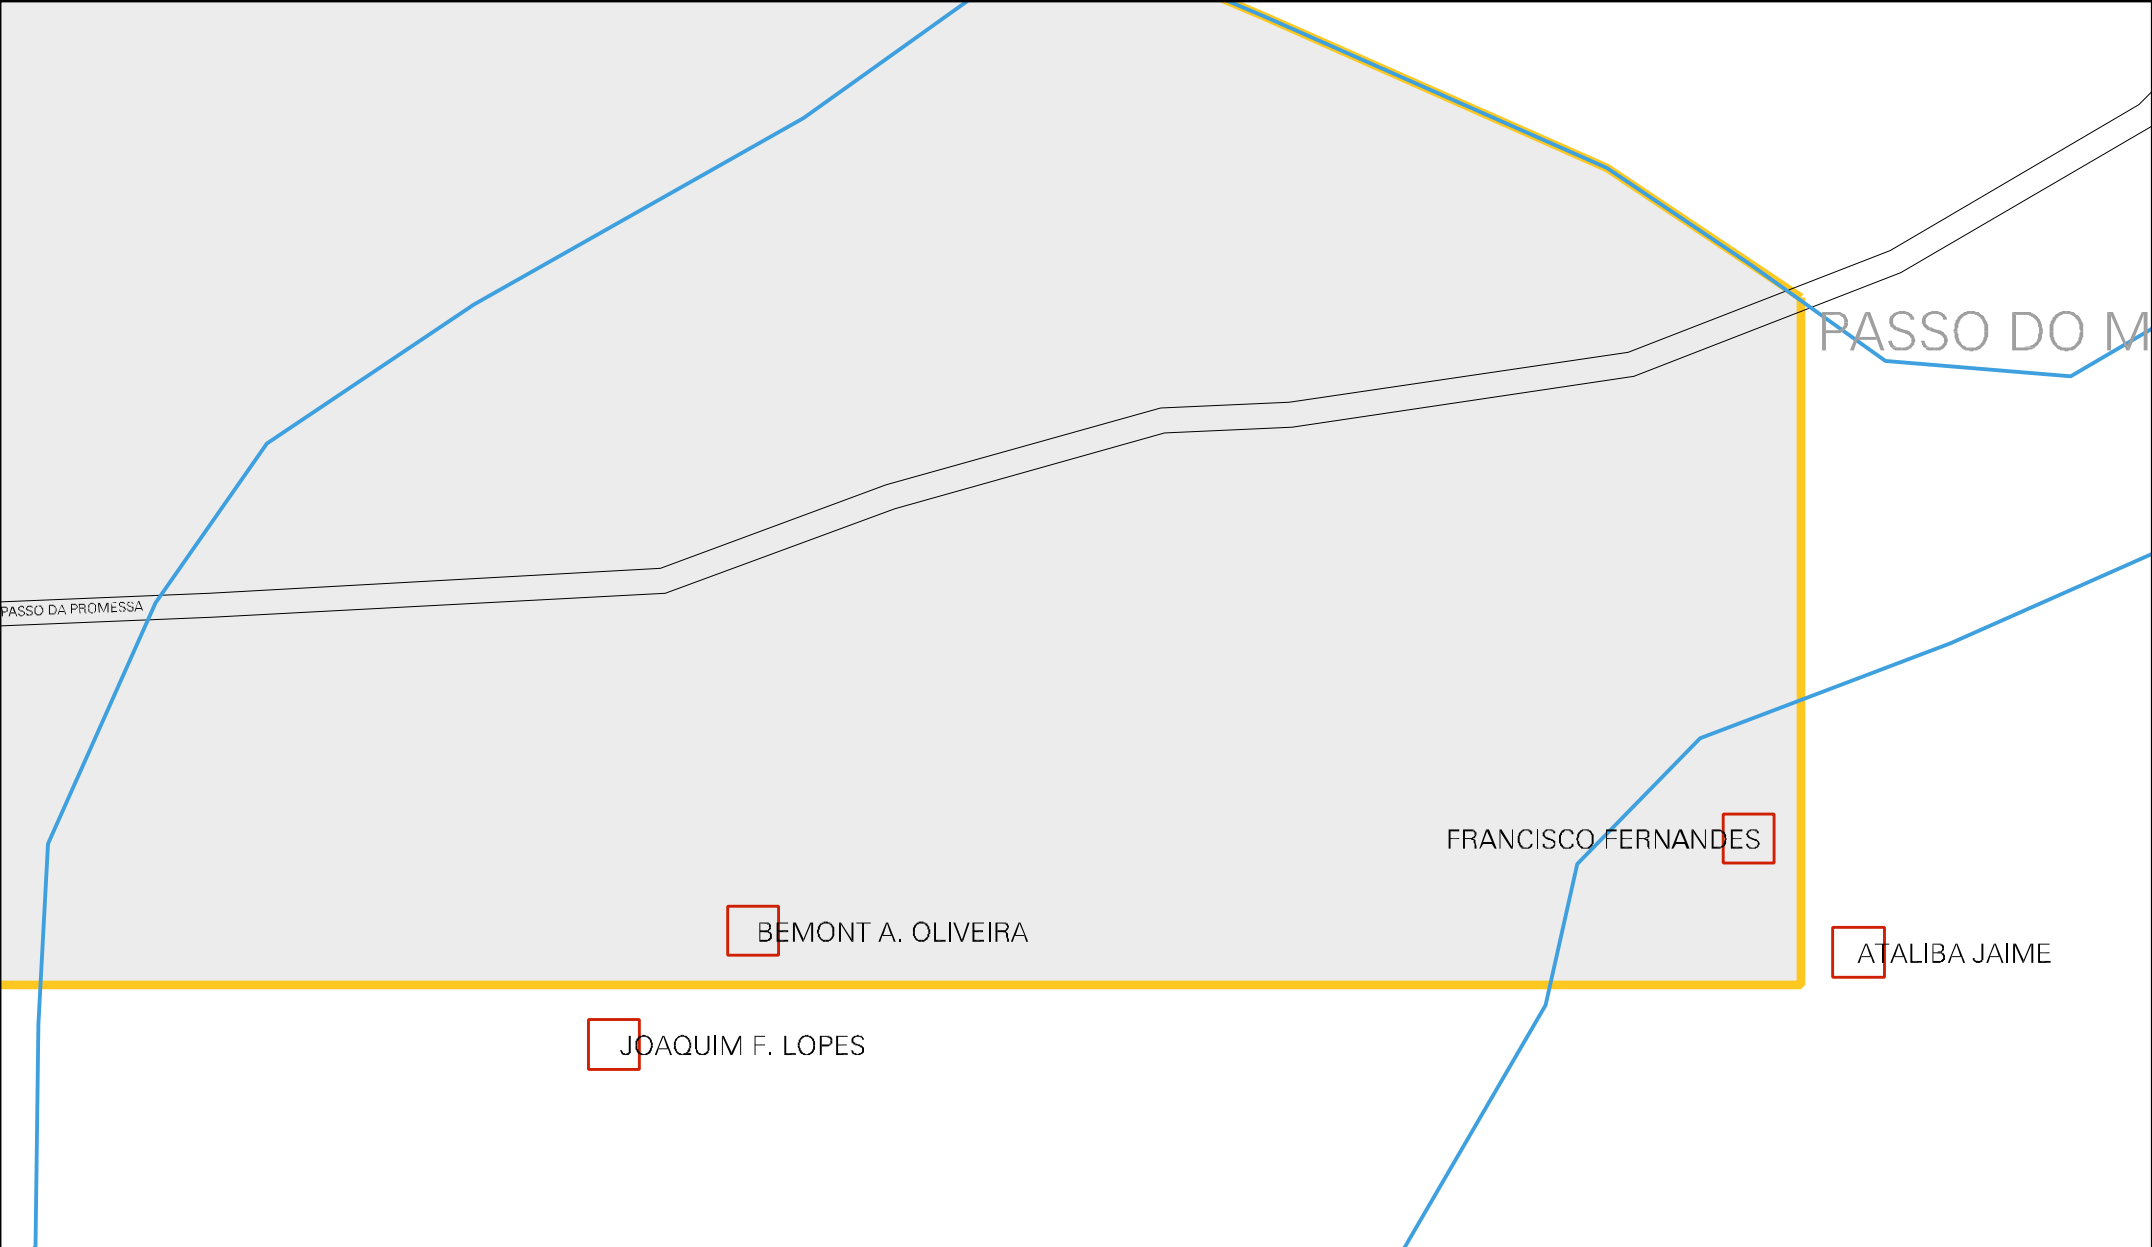 PASSO DO M
PASSO DA PROMESSA
FRANCISCO FERNANDES
BEMONT A. OLIVEIRA
ATALIBA JAIME
JOAQUIM F. LOPES